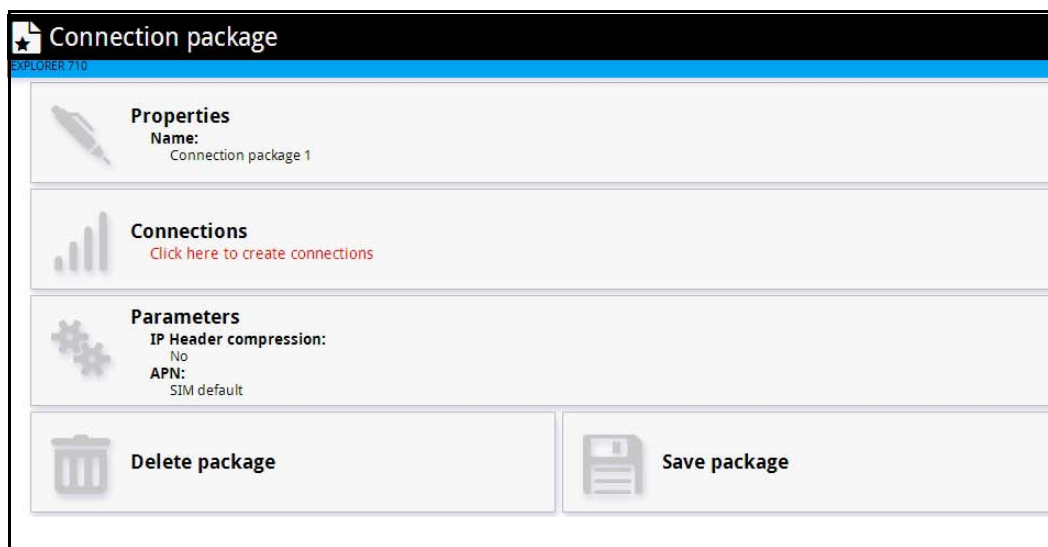 Connection package
EXPLORER 710
Properties
Name:
Connection package 1
Connections
Click here to create connections
Parameters
IP Header compression:
No
APN:
SIM default
Delete package
Save package